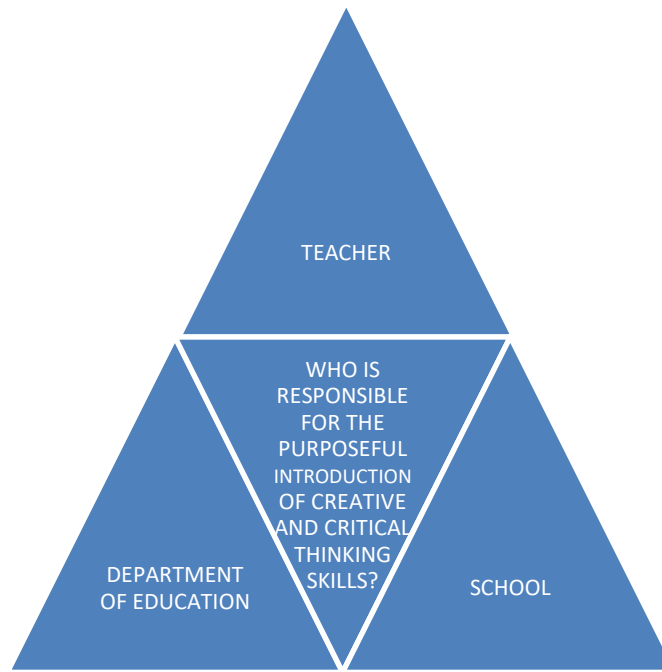 TEACHER
WHO IS
RESPONSIBLE
FOR THE
PURPOSEFUL
INTRODUCTION
OF CREATIVE
AND CRITICAL
THINKING
SKILLS?
DEPARTMENT
OF EDUCATION
SCHOOL